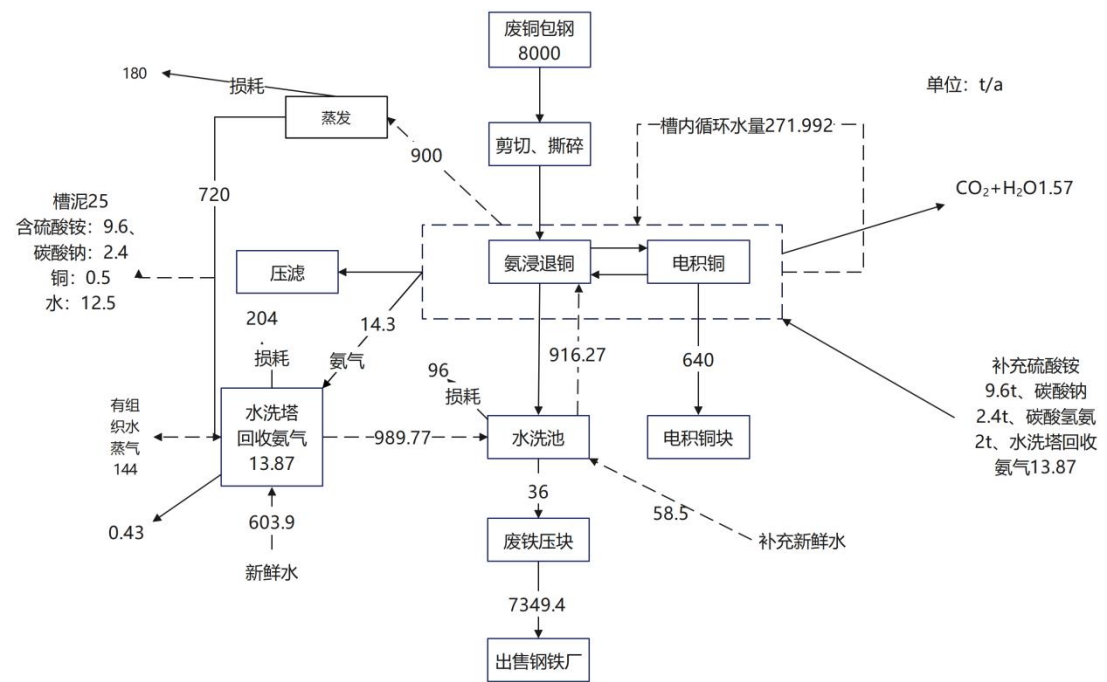 废铜包钢
8000
单位：t/a
180
损耗
蒸发
剪切、撕碎
槽内循环水量271.992
900
CO₂+H₂O1.57
720
槽泥25
含硫酸铵：9.6、
碳酸钠：2.4
铜：0.5
水：12.5
氨浸退铜
电积铜
压滤
204
损耗
14.3
氨气
916.27
640
96
损耗
补充硫酸铵
9.6t、碳酸钠
2.4t、碳酸氢氨
2t、水洗塔回收
氨气13.87
有组
织水
蒸气
144
水洗塔
回收氨气
13.87
989.77
水洗池
电积铜块
36
58.5
0.43
603.9
新鲜水
废铁压块
补充新鲜水
7349.4
出售钢铁厂